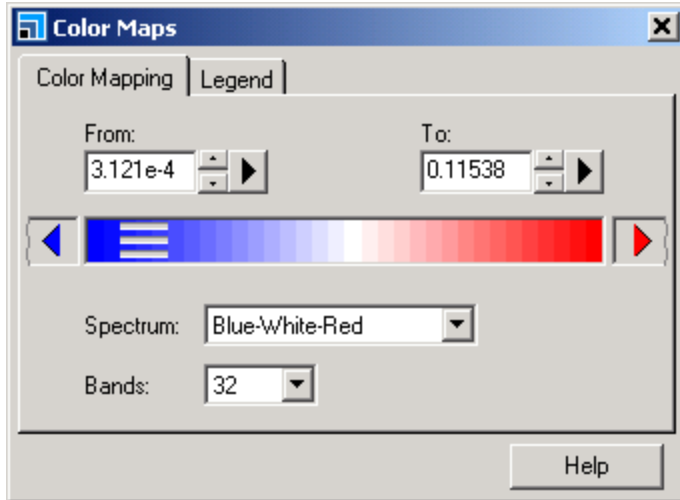 Color Maps
Color Mapping
Legend
From:
To:
3.121e-4
0.11538
Spectrum:
Blue-White-Red
Bands:
32
Help